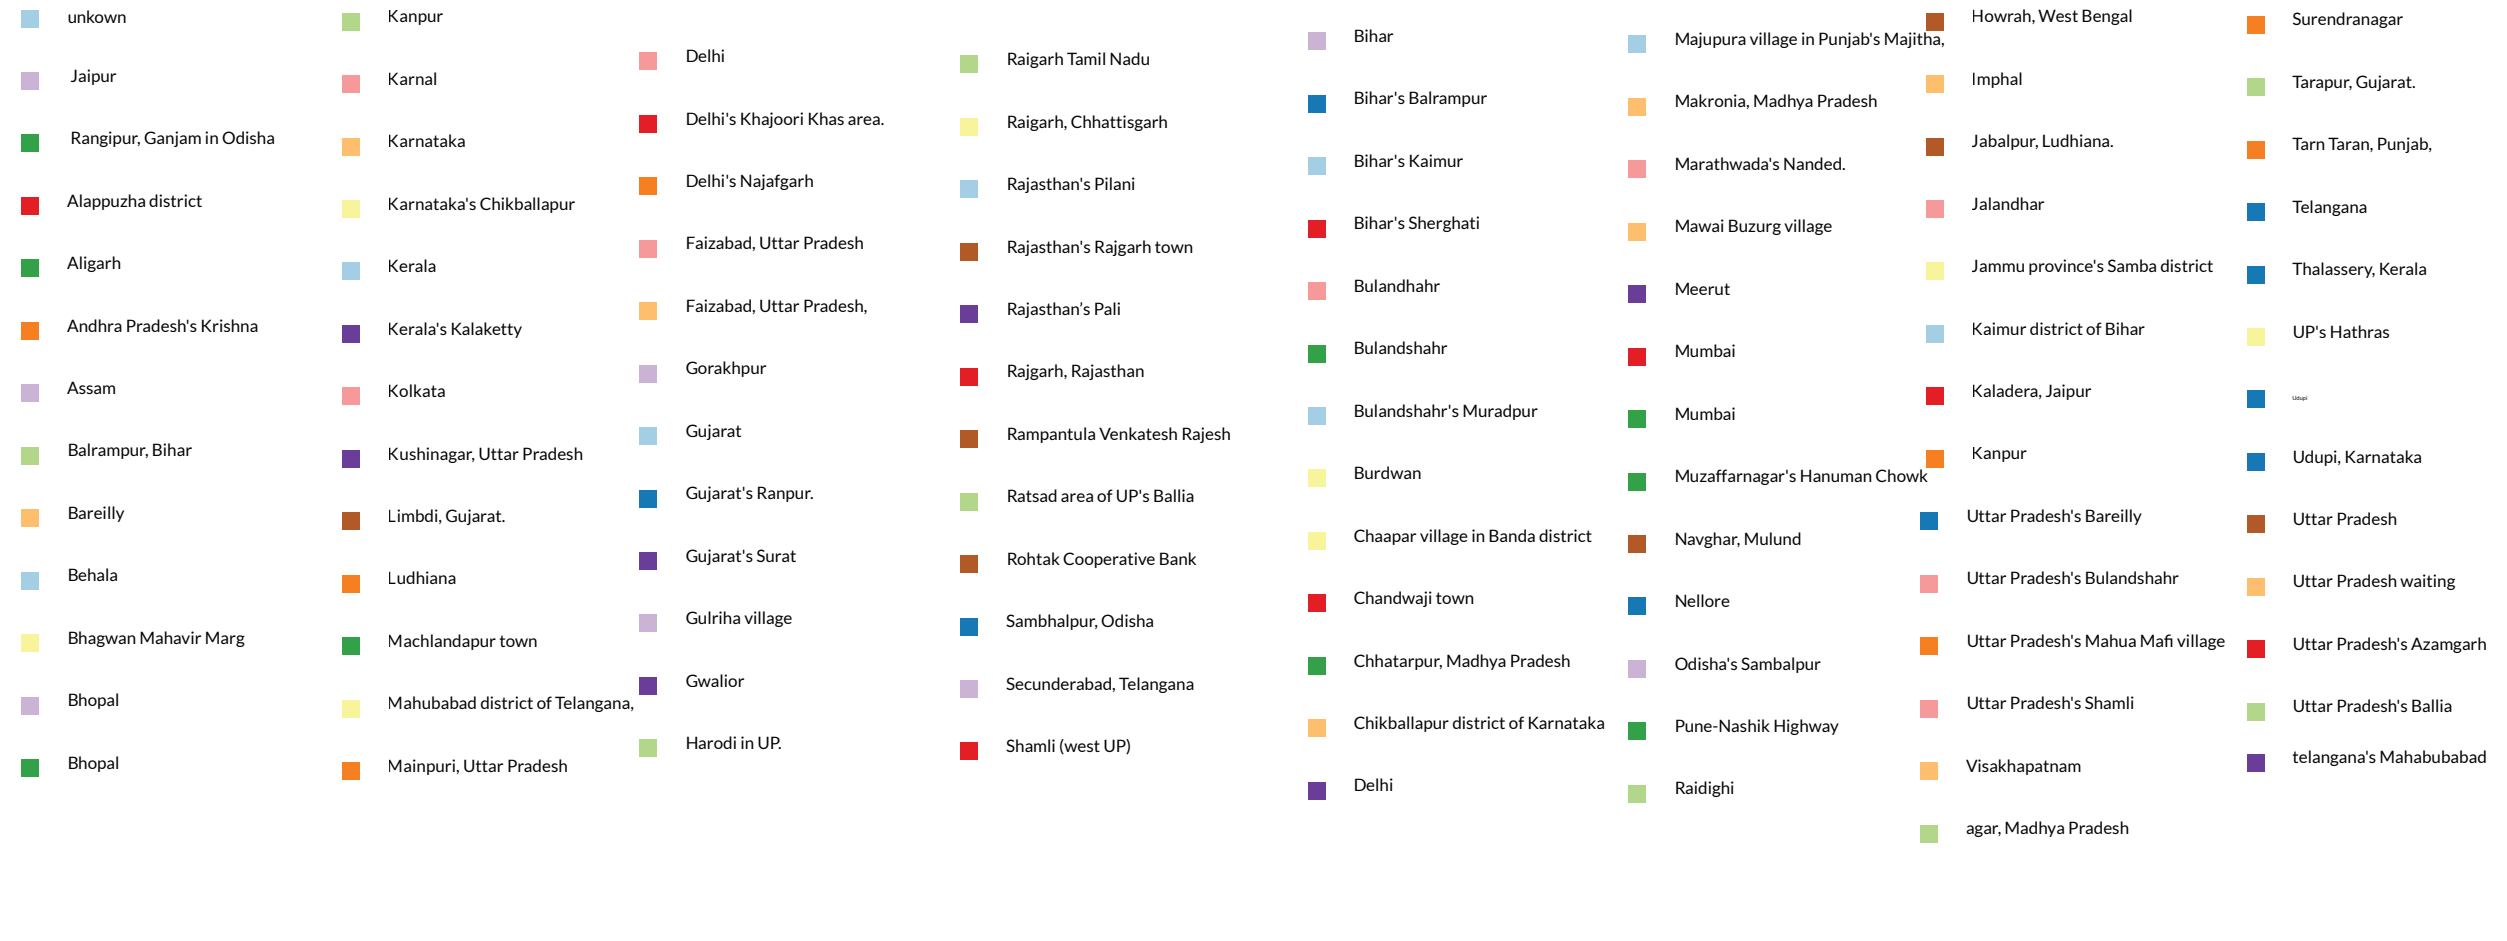 unkown
Jaipur
Rangipur, Ganjam in Odisha
Alappuzha district
Aligarh
Andhra Pradesh's Krishna
Assam
Balrampur, Bihar
Bareilly
Behala
Bhagwan Mahavir Marg
Bhopal
Bhopal
Kanpur
Karnal
Karnataka
Karnataka's Chikballapur
Kerala
Kerala's Kalaketty
Kolkata
Kushinagar, Uttar Pradesh
Limbdi, Gujarat.
Ludhiana
Machlandapur town
Mahubabad district of Telangana,
Mainpuri, Uttar Pradesh
Delhi
Delhi's Khajoori Khas area.
Delhi's Najafgarh
Faizabad, Uttar Pradesh
Faizabad, Uttar Pradesh,
Gorakhpur
Gujarat
Gujarat's Ranpur.
Gujarat's Surat
Gulriha village
Gwalior
Harodi in UP.
Raigarh Tamil Nadu
Raigarh, Chhattisgarh
Rajasthan's Pilani
Rajasthan's Rajgarh town
Rajasthan’s Pali
Rajgarh, Rajasthan
Rampantula Venkatesh Rajesh
Ratsad area of UP's Ballia
Rohtak Cooperative Bank
Sambhalpur, Odisha
Secunderabad, Telangana
Shamli (west UP)
Bihar
Bihar's Balrampur
Bihar's Kaimur
Bihar's Sherghati
Bulandhahr
Bulandshahr
Bulandshahr's Muradpur
Burdwan
Chaapar village in Banda district
Chandwaji town
Chhatarpur, Madhya Pradesh
Chikballapur district of Karnataka
Delhi
Majupura village in Punjab's Majitha,
Makronia, Madhya Pradesh
Marathwada's Nanded.
Mawai Buzurg village
Meerut
Mumbai
Mumbai
Muzaffarnagar's Hanuman Chowk
Navghar, Mulund
Nellore
Odisha's Sambalpur
Pune-Nashik Highway
Raidighi
Howrah, West Bengal
Imphal
Jabalpur, Ludhiana.
Jalandhar
Jammu province's Samba district
Kaimur district of Bihar
Kaladera, Jaipur
Kanpur
Uttar Pradesh's Bareilly
Uttar Pradesh's Bulandshahr
Uttar Pradesh's Mahua Mafi village
Uttar Pradesh's Shamli
Visakhapatnam
agar, Madhya Pradesh
Surendranagar
Tarapur, Gujarat.
Tarn Taran, Punjab,
Telangana
Thalassery, Kerala
UP's Hathras
Udupi
Udupi, Karnataka
Uttar Pradesh
Uttar Pradesh waiting
Uttar Pradesh's Azamgarh
Uttar Pradesh's Ballia
telangana's Mahabubabad